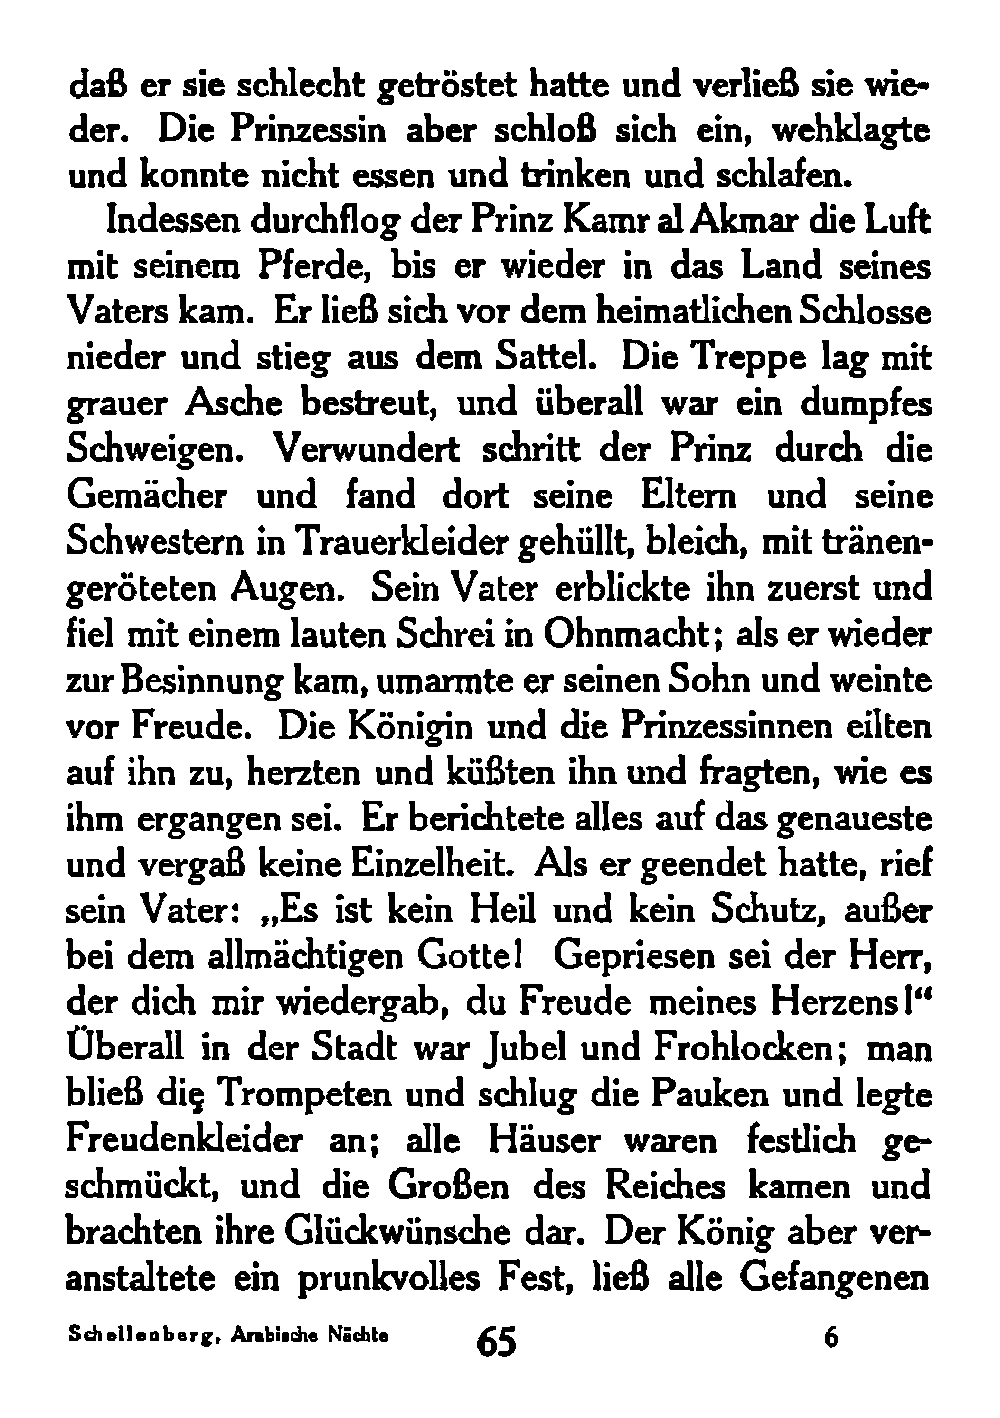 daß er sie schlecht getröstet hatte und verließ sie wie-
der. Die Prinzessin aber schloß sich ein, wehklagte
und konnte nicht essen und trinken und schlafen.
Indessen durchflog der Prinz Kamr al Akmar die Luft
mit seinem Pferde, bis er wieder in das Land seines
Vaters kam. Er ließ sich vor dem heimatlichen Schlosse
nieder und stieg aus dem Sattel. Die Treppe lag mit
grauer Asche bestreut, und überall war ein dumpfes
Schweigen. Verwundert schritt der Prinz durch die
Gemächer und fand dort seine Eltern und seine
Schwestern in Trauerkleider gehüllt, bleich, mit tränen-
geröteten Augen. Sein Vater erblickte ihn zuerst und
fiel mit einem lauten Schrei in Ohnmacht; als er wieder
zur Besinnung kam, umarmte er seinen Sohn und weinte
vor Freude. Die Königin und die Prinzessinnen eilten
auf ihn zu, herzten und küßten ihn und fragten, wie es
ihm ergangen sei. Er berichtete alles auf das genaueste
und vergaß keine Einzelheit. Als er geendet hatte, rief
sein Vater: „Es ist kein Heil und kein Schutz, außer
bei dem allmächtigen Gotte! Gepriesen sei der Herr,
der dich mir wiedergab, du Freude meines Herzens!“
Überall in der Stadt war Jubel und Frohlocken; man
bließ die Trompeten und schlug die Pauken und legte
Freudenkleider an; alle Häuser waren festlich ge-
schmückt, und die Großen des Reiches kamen und
brachten ihre Glückwünsche dar. Der König aber ver-
anstaltete ein prunkvolles Fest, ließ alle Gefangenen
Schellenberg, Arabische Nächte 65 6